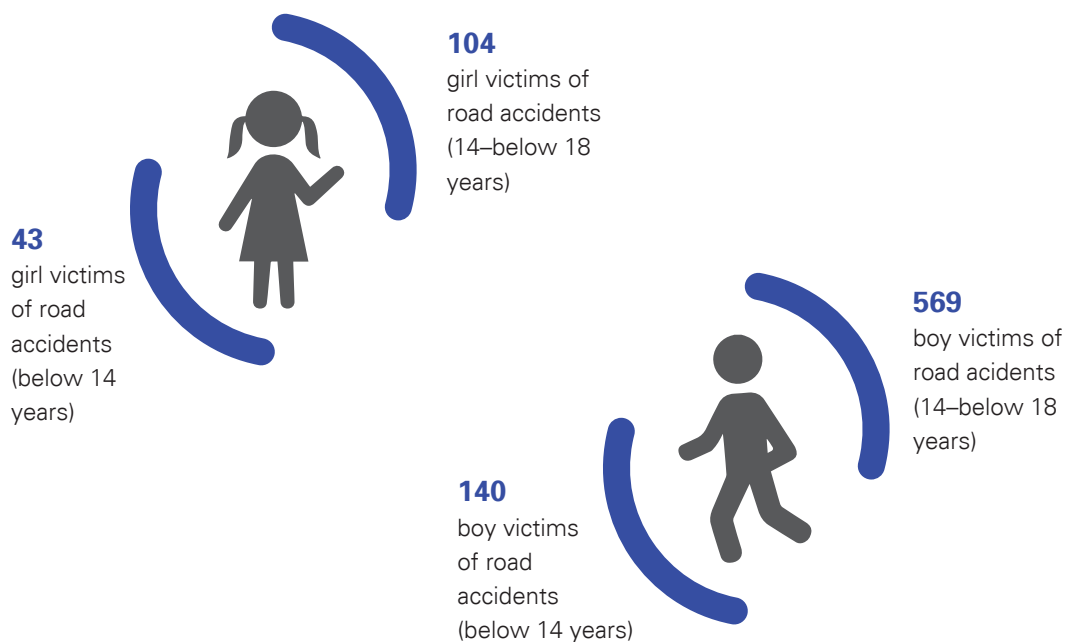 104
girl victims of
road accidents
(14–below 18
years)
43
girl victims
of road
accidents
(below 14
years)
569
boy victims of
road acidents
(14–below 18
years)
140
boy victims
of road
accidents
(below 14 years)